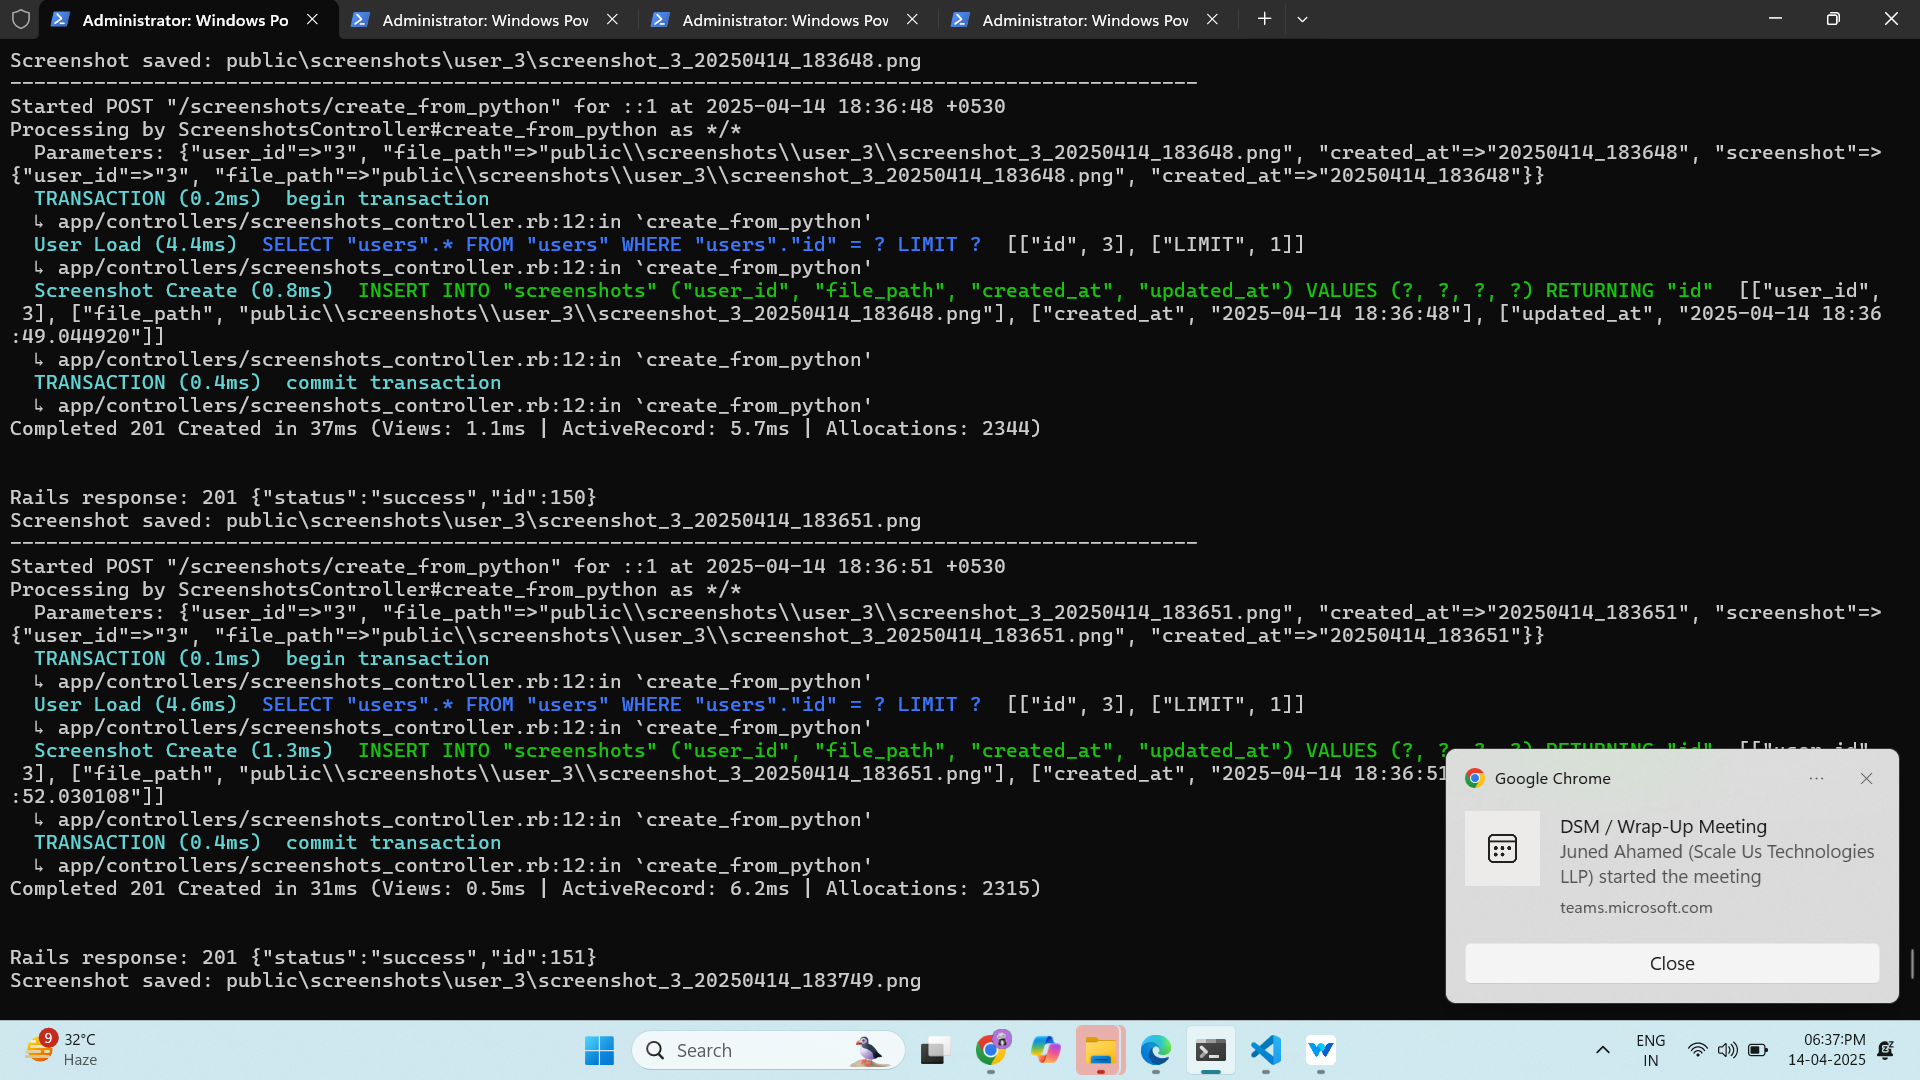 Administrator: Windows Po
Administrator: Windows Pov
Administrator: Windows Pov
Administrator: Windows Pov
Screenshot saved: public\screenshots\user_3\screenshot_3_20250414_183648.png
---------------------------------------------------------------------------------------------------
Started POST "/screenshots/create_from_python" for ::1 at 2025-04-14 18:36:48 +0530
Processing by ScreenshotsController#create_from_python as */*
  Parameters: {"user_id"=>"3", "file_path"=>"public\\screenshots\\user_3\\screenshot_3_20250414_183648.png", "created_at"=>"20250414_183648", "screenshot"=>
{"user_id"=>"3", "file_path"=>"public\\screenshots\\user_3\\screenshot_3_20250414_183648.png", "created_at"=>"20250414_183648"}}
  TRANSACTION (0.2ms)  begin transaction
  ↳ app/controllers/screenshots_controller.rb:12:in `create_from_python'
  User Load (4.4ms)  SELECT "users".* FROM "users" WHERE "users"."id" = ? LIMIT ?  [["id", 3], ["LIMIT", 1]]
  ↳ app/controllers/screenshots_controller.rb:12:in `create_from_python'
  Screenshot Create (0.8ms)  INSERT INTO "screenshots" ("user_id", "file_path", "created_at", "updated_at") VALUES (?, ?, ?, ?) RETURNING "id"  [["user_id",
 3], ["file_path", "public\\screenshots\\user_3\\screenshot_3_20250414_183648.png"], ["created_at", "2025-04-14 18:36:48"], ["updated_at", "2025-04-14 18:36
:49.044920"]]
  ↳ app/controllers/screenshots_controller.rb:12:in `create_from_python'
  TRANSACTION (0.4ms)  commit transaction
  ↳ app/controllers/screenshots_controller.rb:12:in `create_from_python'
Completed 201 Created in 37ms (Views: 1.1ms | ActiveRecord: 5.7ms | Allocations: 2344)
Rails response: 201 {"status":"success","id":150}
Screenshot saved: public\screenshots\user_3\screenshot_3_20250414_183651.png
---------------------------------------------------------------------------------------------------
Started POST "/screenshots/create_from_python" for ::1 at 2025-04-14 18:36:51 +0530
Processing by ScreenshotsController#create_from_python as */*
  Parameters: {"user_id"=>"3", "file_path"=>"public\\screenshots\\user_3\\screenshot_3_20250414_183651.png", "created_at"=>"20250414_183651", "screenshot"=>
{"user_id"=>"3", "file_path"=>"public\\screenshots\\user_3\\screenshot_3_20250414_183651.png", "created_at"=>"20250414_183651"}}
  TRANSACTION (0.1ms)  begin transaction
  ↳ app/controllers/screenshots_controller.rb:12:in `create_from_python'
  User Load (4.6ms)  SELECT "users".* FROM "users" WHERE "users"."id" = ? LIMIT ?  [["id", 3], ["LIMIT", 1]]
  ↳ app/controllers/screenshots_controller.rb:12:in `create_from_python'
  Screenshot Create (1.3ms)  INSERT INTO "screenshots" ("user_id", "file_path", "created_at", "updated_at") VALUES (?, ?, ?, ?) RETURNING "id"  [["user_id",
 3], ["file_path", "public\\screenshots\\user_3\\screenshot_3_20250414_183651.png"], ["created_at", "2025-04-14 18:36:51
:52.030108"]]
  ↳ app/controllers/screenshots_controller.rb:12:in `create_from_python'
  TRANSACTION (0.4ms)  commit transaction
  ↳ app/controllers/screenshots_controller.rb:12:in `create_from_python'
Completed 201 Created in 31ms (Views: 0.5ms | ActiveRecord: 6.2ms | Allocations: 2315)
Rails response: 201 {"status":"success","id":151}
Screenshot saved: public\screenshots\user_3\screenshot_3_20250414_183749.png
Google Chrome
DSM / Wrap-Up Meeting
Juned Ahamed (Scale Us Technologies
LLP) started the meeting
teams.microsoft.com
Close
9
32°C
Haze
Search
ENG
IN
06:37:PM
14-04-2025